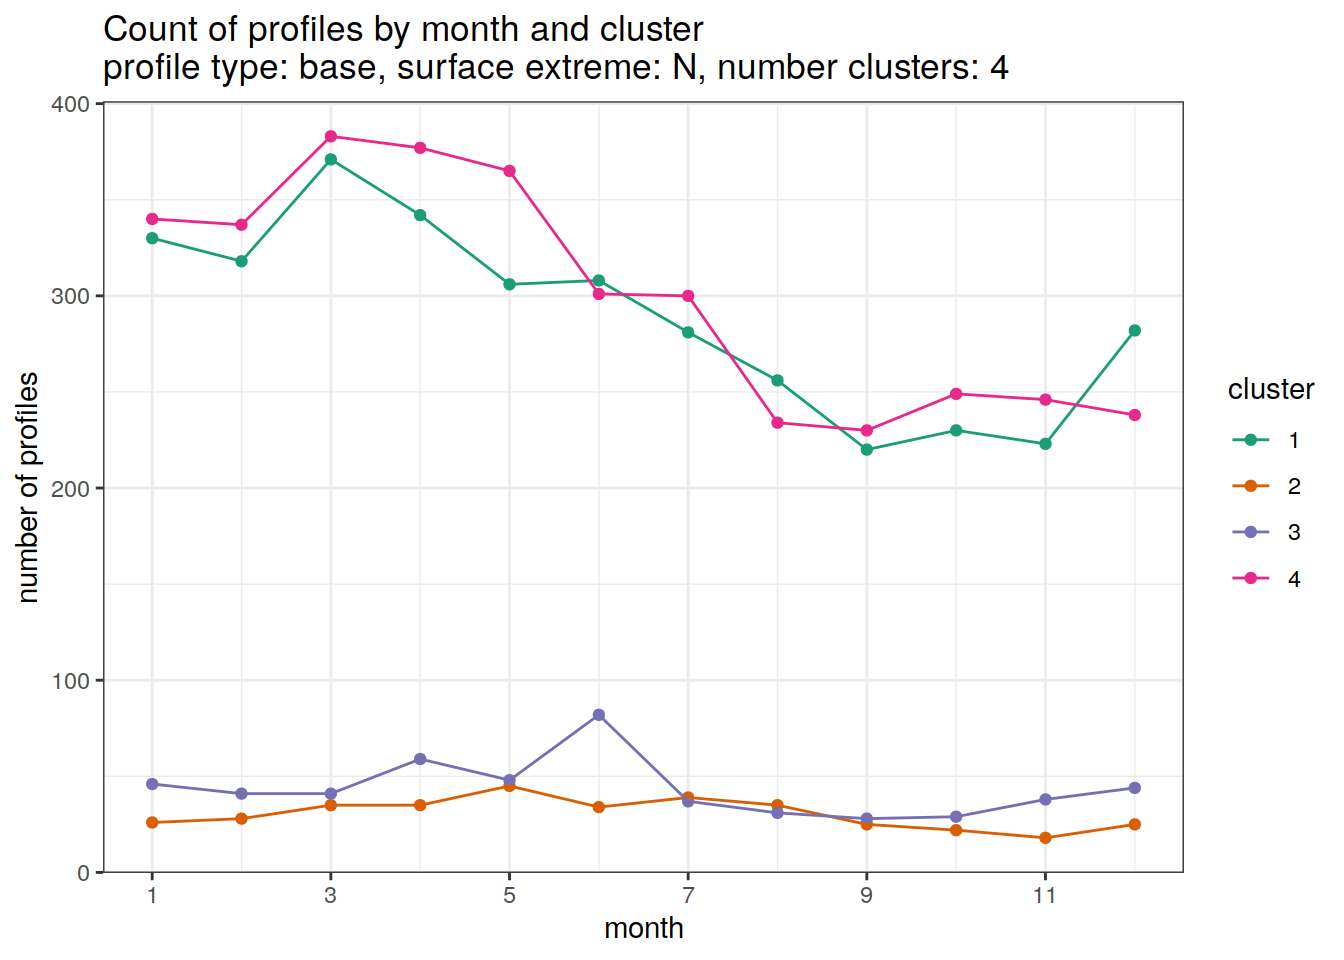 Count of profiles by month and cluster
profile type: base, surface extreme: N, number clusters: 4
400
300
200
100
0
number of profiles
1 3 5 7 9 11
month
cluster
1
2
3
4